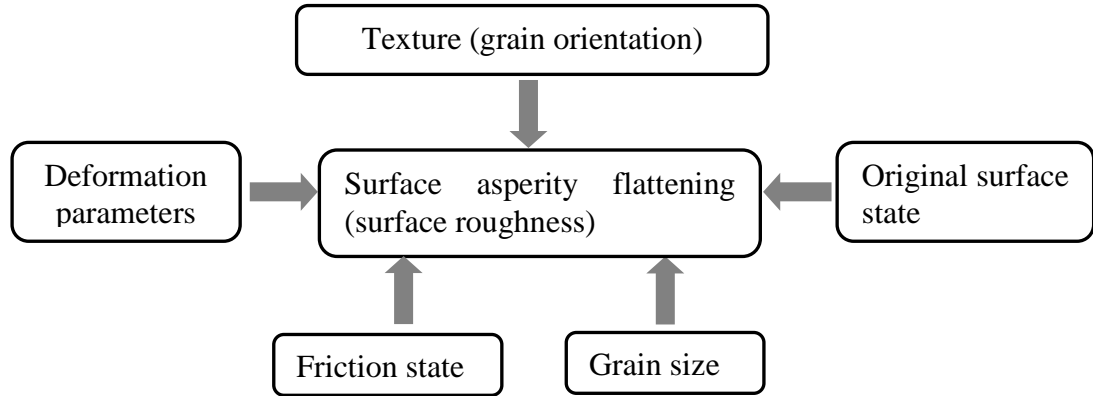 Texture (grain orientation)
Deformation
parameters
Surface asperity flattening
(surface roughness)
Original surface
state
Friction state
Grain size